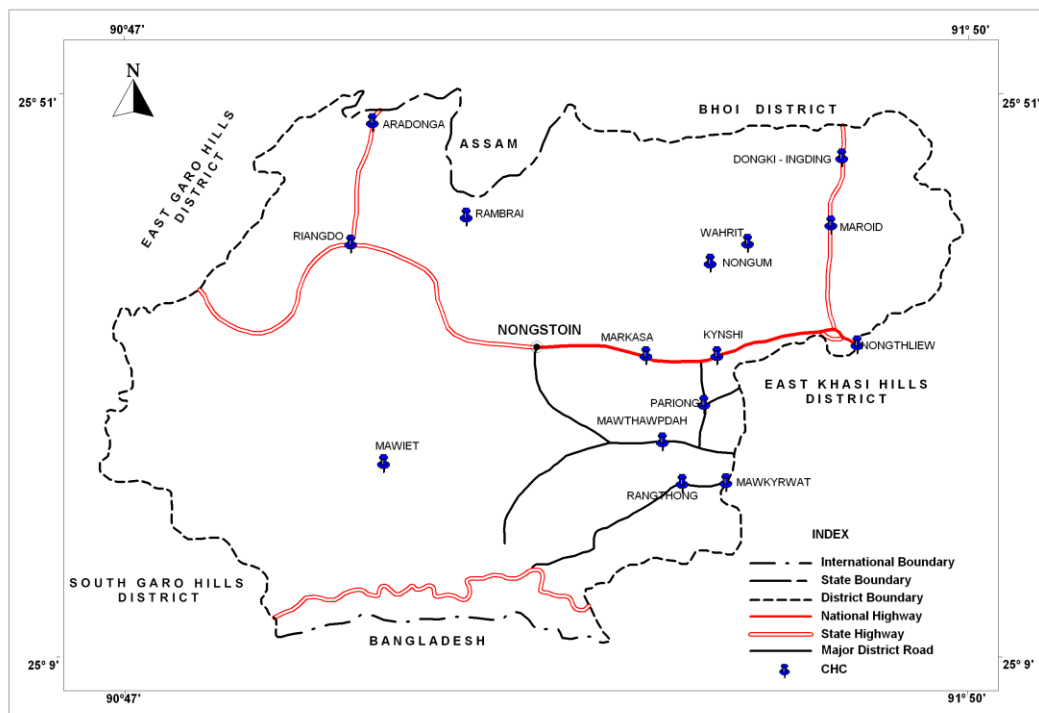 90°47'
91°50'
25° 51'
25° 51'
N
ARADONGA
ASSAM
BHOI DISTRICT
DONGKI - INGDING
EAST GARO HILLS
DISTRICT
RAMBRAI
RIANGDO
WAHRIT
MAROID
NONGUM
NONGSTOIN
MARKASA
KYNSHI
NONGTHLIEW
EAST KHASI HILLS
DISTRICT
PARIONG
MAWTHAWPDAH
MAWIET
RANGTHONG
MAWKYRWAT
SOUTH GARO HILLS
DISTRICT
BANGLADESH
INDEX
International Boundary
State Boundary
District Boundary
National Highway
State Highway
Major District Road
CHC
25° 9'
25° 9'
90°47'
91° 50'